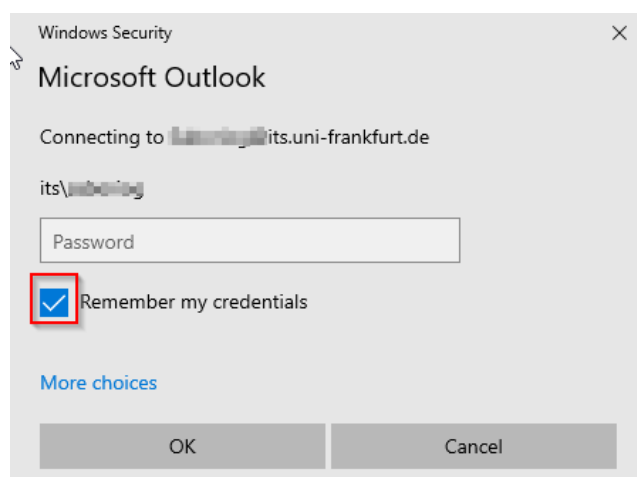 Windows Security
Microsoft Outlook
Connecting to its.uni-frankfurt.de
its\
Password
Remember my credentials
More choices
OK Cancel